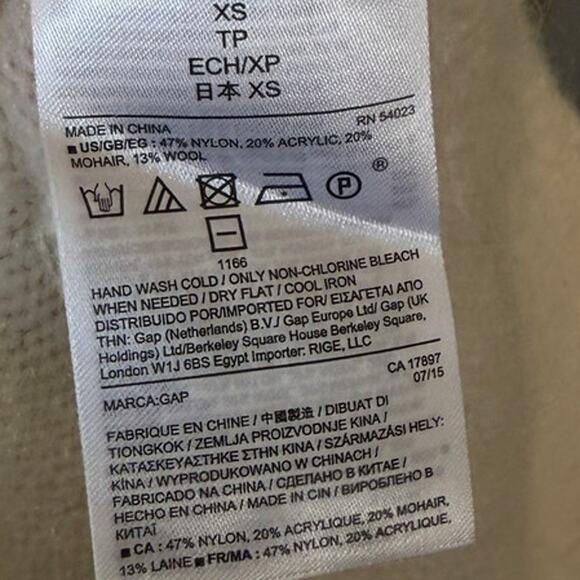 XS
TP
ECH/XP
日本 XS
MADE IN CHINA RN 54023
■ US/GB/EG : 47% NYLON, 20% ACRYLIC, 20%
MOHAIR, 13% WOOL
P ®
1166
HAND WASH COLD / ONLY NON-CHLORINE BLEACH
WHEN NEEDED / DRY FLAT / COOL IRON
DISTRIBUIDO POR/IMPORTED FOR/ ΕΙΣΑΓΕΤΑΙ ΑΠΟ
ΤΗΝ: Gap (Netherlands) B.V./ Gap Europe Ltd/ Gap (UK
Holdings) Ltd/Berkeley Square House Berkeley Square,
London W1J 6BS Egypt Importer: RIGE, LLC
CA 17897
MARCA:GAP 07/15
FABRIQUE EN CHINE / 中國製造 / DIBUAT DI
TIONGKOK / ZEMLJA PROIZVODNJE KINA /
ΚΑΤΑΣΚΕΥΑΣΤΗΚΕ ΣΤΗΝ ΚΙΝΑ / SZÁRMAZÁSI HELY:
KÍNA / WYPRODUKOWANO W CHINACH /
FABRICADO NA CHINA / СДЕЛАНО В КИТАЕ /
HECHO EN CHINA / MADE IN CIN / ВИРОБЛЕНО В
КИТАЇ
■ CA : 47% NYLON, 20% ACRYLIQUE, 20% MOHAIR,
13% LAINE ■ FR/MA : 47% NYLON, 20% ACRYLIQUE,